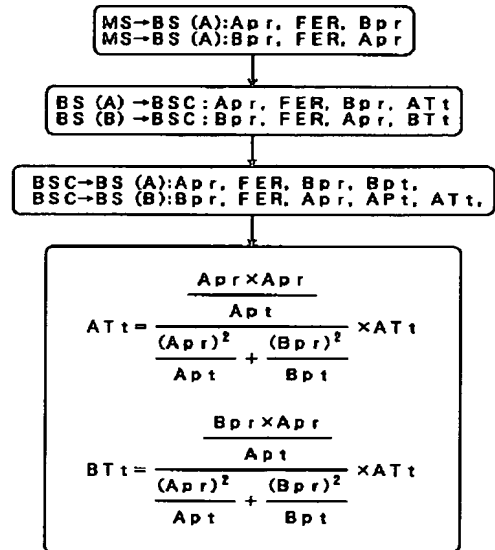 MS→BS (A):Apr, FER, Bpr
MS→BS (A):Bpr, FER, Apr
BS (A) →BSC:Apr, FER, Bpr, ATt
BS (B) →BSC:Bpr, FER, Apr, BTt
BSC→BS (A):Apr, FER, Bpr, Bpt,
BSC→BS (B):Bpr, FER, Apr, APt, ATt,
Apr×Apr
Apt
ATt= ×ATt
(Apr)² + (Bpr)²
Apt Bpt
Bpr×Apr
Apt
BTt= ×ATt
(Apr)² + (Bpr)²
Apt Bpt